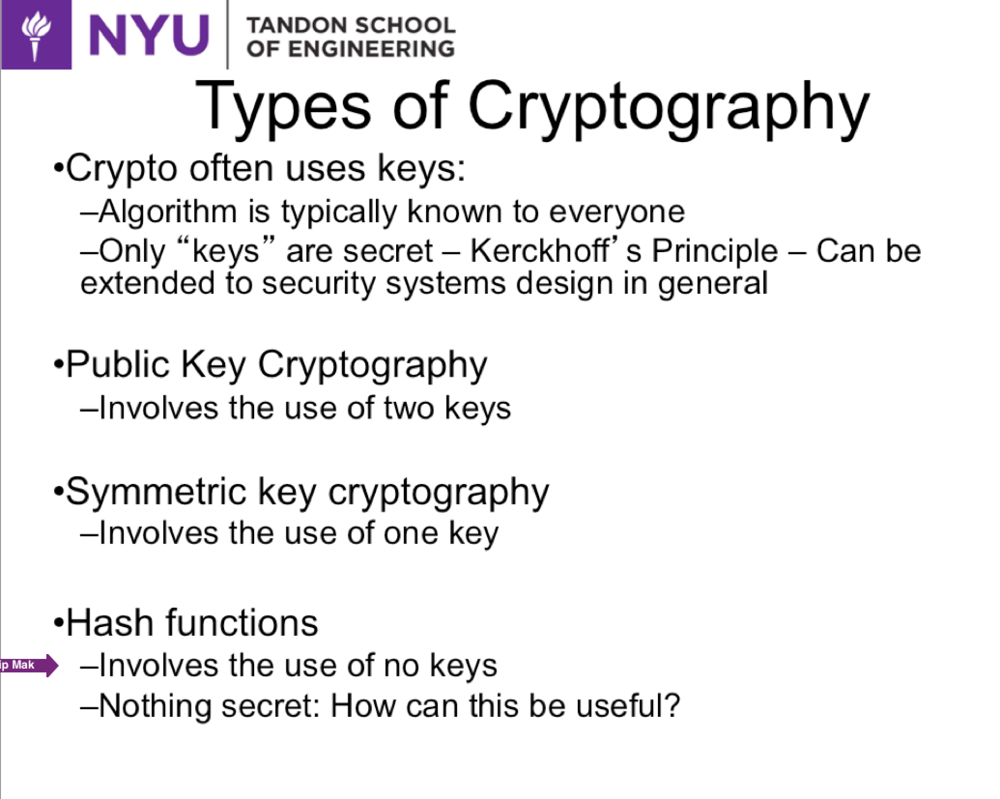 NYU
TANDON SCHOOL
OF ENGINEERING
Types of Cryptography
•Crypto often uses keys:
–Algorithm is typically known to everyone
–Only “keys” are secret – Kerckhoff’s Principle – Can be
extended to security systems design in general
•Public Key Cryptography
–Involves the use of two keys
•Symmetric key cryptography
–Involves the use of one key
•Hash functions
–Involves the use of no keys
ip Mak
–Nothing secret: How can this be useful?